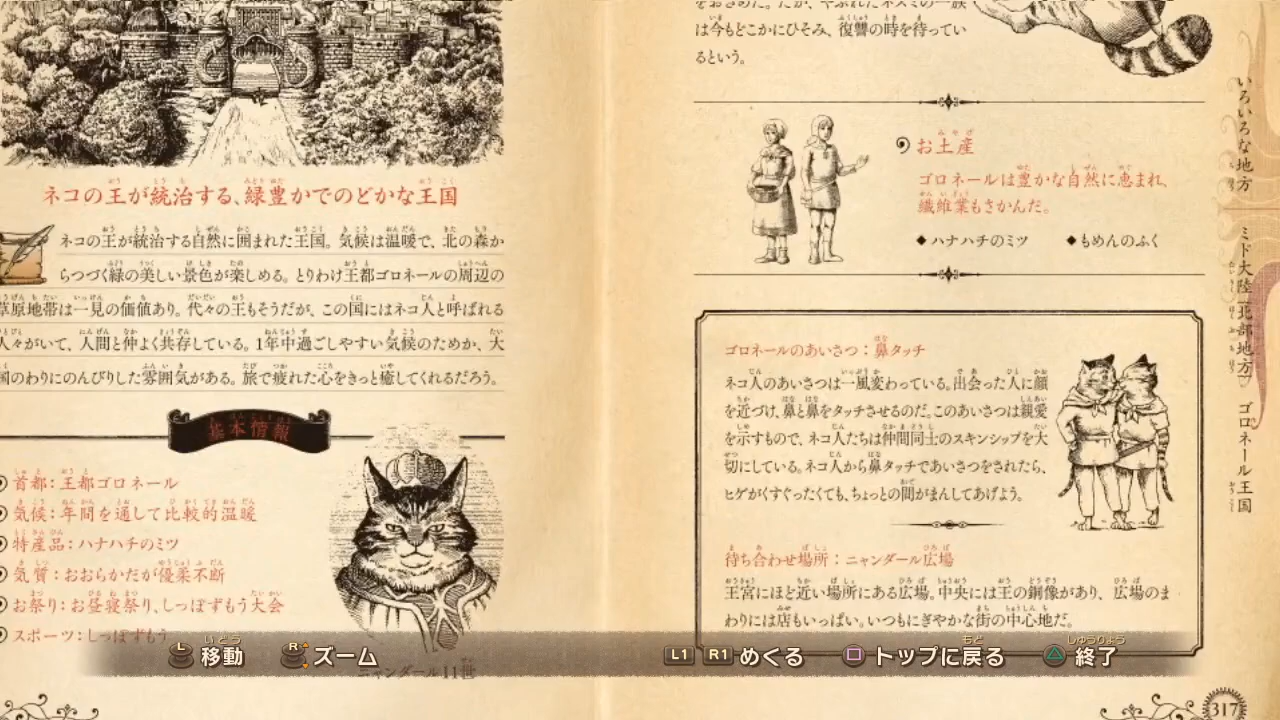 ネコの王が統治する、緑豊かでのどかな王国
ネコの王が統治する自然に囲まれた王国。気候は温暖で、北の森か
らつづく緑の美しい景色が楽しめる。とりわけ王都ゴロネールの周辺の
草原地帯は一見の価値あり。代々の王もそうだが、この国にはネコ人と呼ばれる
人々がいて、人間と仲よく共存している。1年中過ごしやすい気候のためか、大
国のわりにのんびりした雰囲気がある。旅で疲れた心をきっと癒してくれるだろう。
基本情報
首都：王都ゴロネール
気候：年間を通して比較的温暖
特産品：ハナハチのミツ
気質：おおらかだが優柔不断
お祭り：お昼寝祭り、しっぽずもう大会
スポーツ：しっぽずもう
ニャンダール11世
は今もどこかにひそみ、復讐の時を待ってい
るという。
お土産
ゴロネールは豊かな自然に恵まれ、
繊維業もさかんだ。
◆ハナハチのミツ ◆もめんのふく
ゴロネールのあいさつ：鼻タッチ
ネコ人のあいさつは一風変わっている。出会った人に顔
を近づけ、鼻と鼻をタッチさせるのだ。このあいさつは親愛
を示すもので、ネコ人たちは仲間同士のスキンシップを大
切にしている。ネコ人から鼻タッチであいさつをされたら、
ヒゲがくすぐったくても、ちょっとの間がまんしてあげよう。
待ち合わせ場所：ニャンダール広場
王宮にほど近い場所にある広場。中央には王の銅像があり、広場のま
わりには店もいっぱい。いつもにぎやかな街の中心地だ。
いろいろな地方 ミド大陸 北部地方 ゴロネール王国
317
L 移動 R ズーム L1 R1 めくる トップに戻る 終了